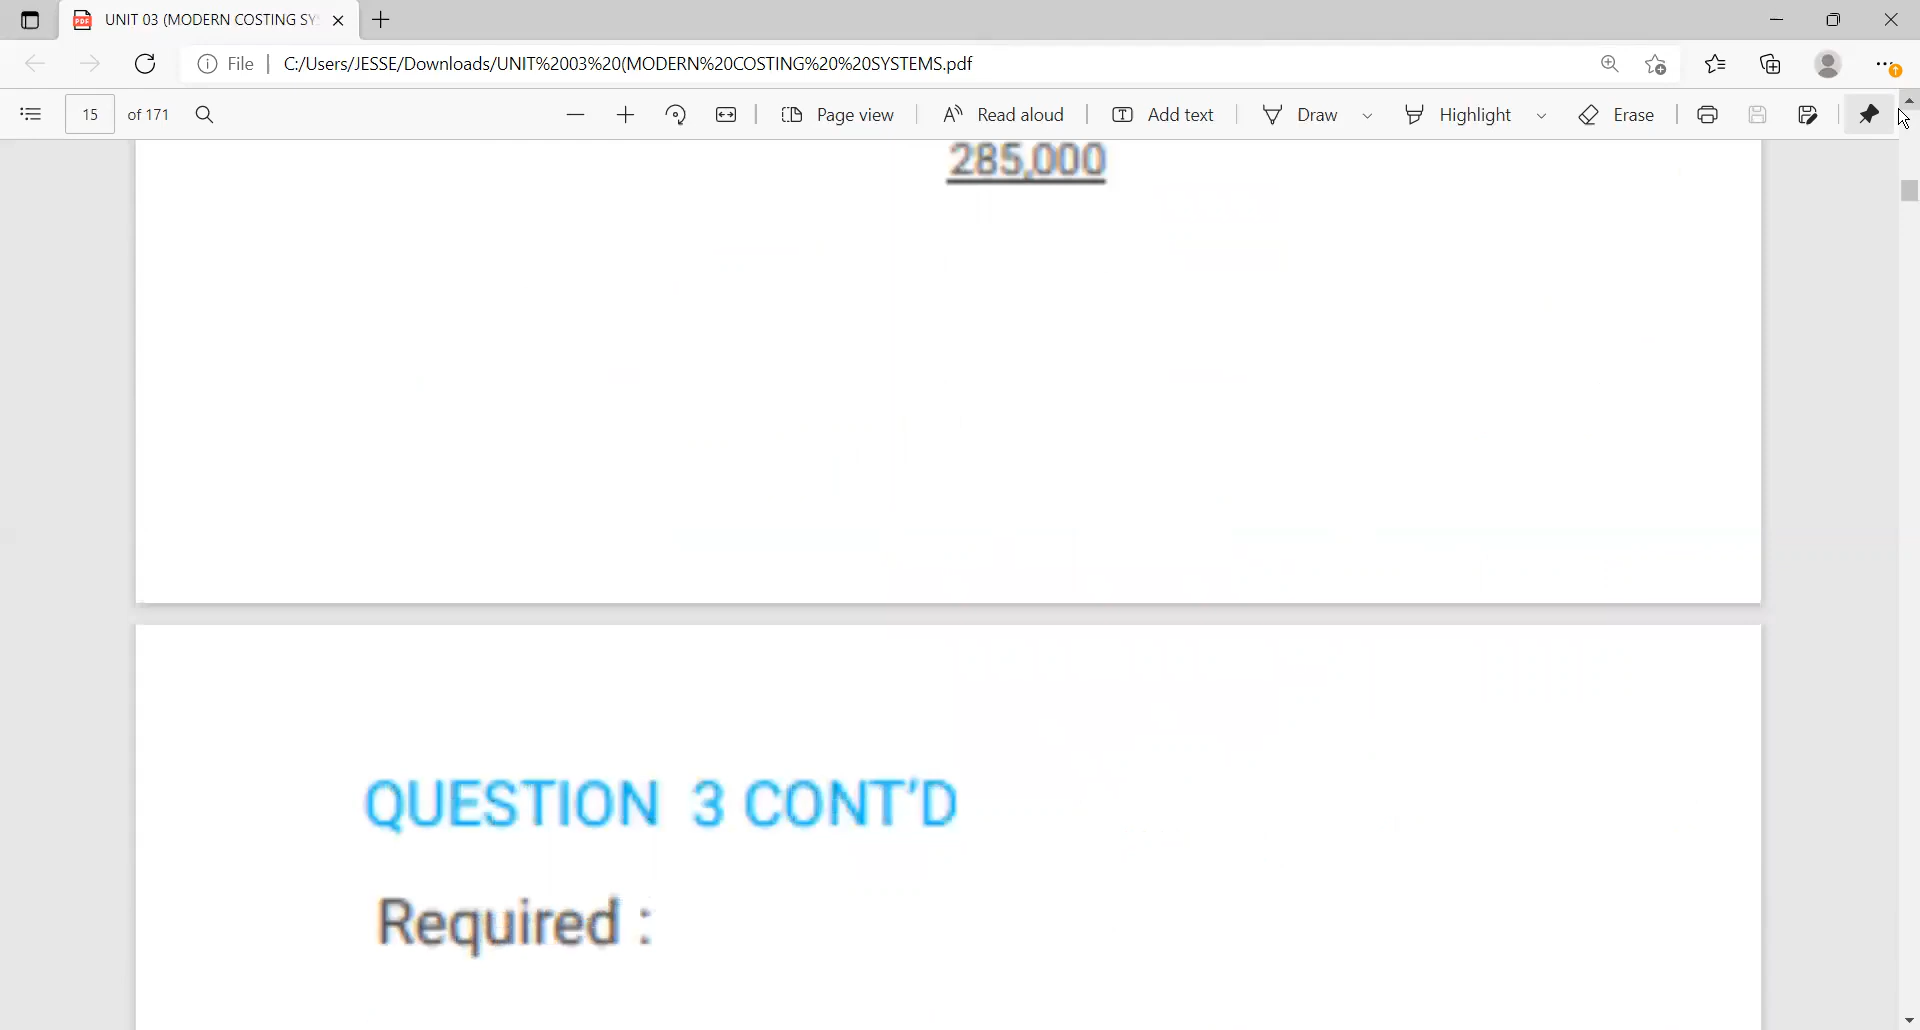 UNIT 03 (MODERN COSTING SY
File
C:/Users/JESSE/Downloads/UNIT%2003%20(MODERN%20COSTING%20%20SYSTEMS.pdf
15 of 171
Page view
Read aloud
Add text
Draw
Highlight
Erase
285,000
QUESTION 3 CONT'D
Required :